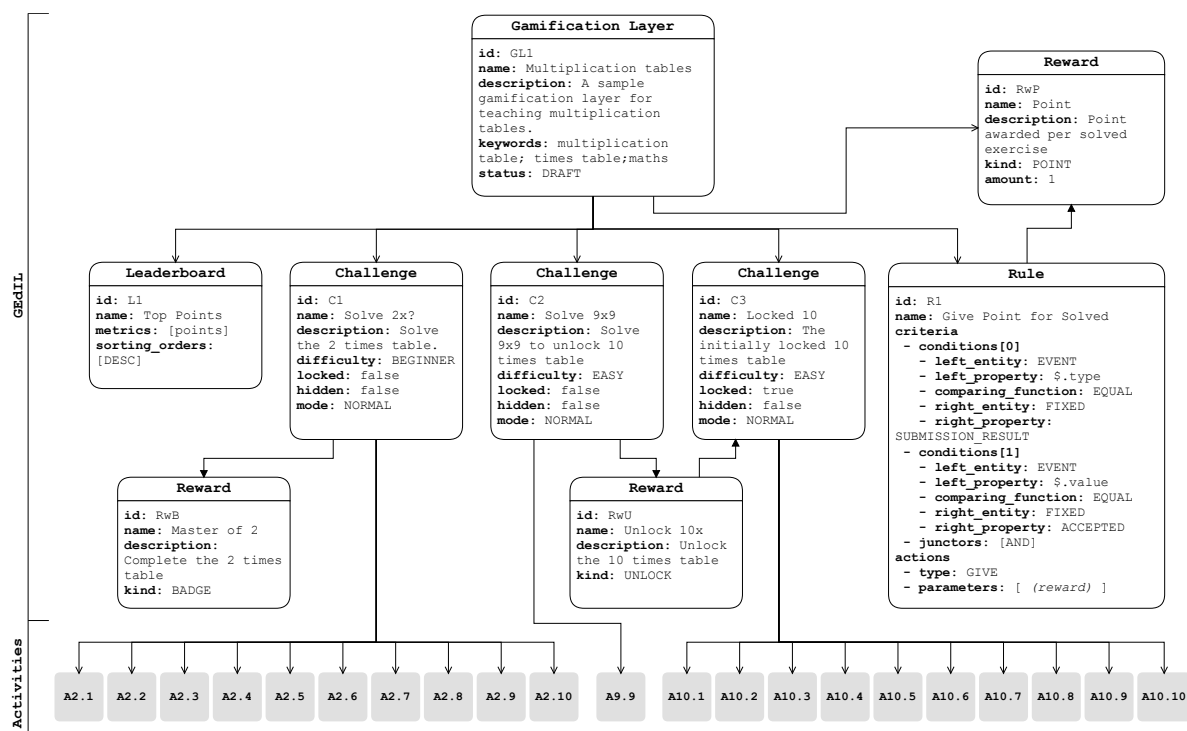 Gamification Layer
id: GL1
name: Multiplication tables
description: A sample
gamification layer for
teaching multiplication
tables.
keywords: multiplication
table; times table;maths
status: DRAFT
Reward
id: RwP
name: Point
description: Point
awarded per solved
exercise
kind: POINT
amount: 1
GEdIL
Leaderboard
id: L1
name: Top Points
metrics: [points]
sorting_orders:
[DESC]
Challenge
id: C1
name: Solve 2x?
description: Solve
the 2 times table.
difficulty: BEGINNER
locked: false
hidden: false
mode: NORMAL
Challenge
id: C2
name: Solve 9x9
description: Solve
9x9 to unlock 10
times table
difficulty: EASY
locked: false
hidden: false
mode: NORMAL
Challenge
id: C3
name: Locked 10
description: The
initially locked 10
times table
difficulty: EASY
locked: true
hidden: false
mode: NORMAL
Rule
id: R1
name: Give Point for Solved
criteria
- conditions[0]
- left_entity: EVENT
- left_property: $.type
- comparing_function: EQUAL
- right_entity: FIXED
- right_property:
SUBMISSION_RESULT
- conditions[1]
- left_entity: EVENT
- left_property: $.value
- comparing_function: EQUAL
- right_entity: FIXED
- right_property: ACCEPTED
- junctors: [AND]
actions
- type: GIVE
- parameters: [ (reward) ]
Reward
id: RwB
name: Master of 2
description:
Complete the 2 times
table
kind: BADGE
Reward
id: RwU
name: Unlock 10x
description: Unlock
the 10 times table
kind: UNLOCK
Activities
A2.1
A2.2
A2.3
A2.4
A2.5
A2.6
A2.7
A2.8
A2.9
A2.10
A9.9
A10.1
A10.2
A10.3
A10.4
A10.5
A10.6
A10.7
A10.8
A10.9
A10.10